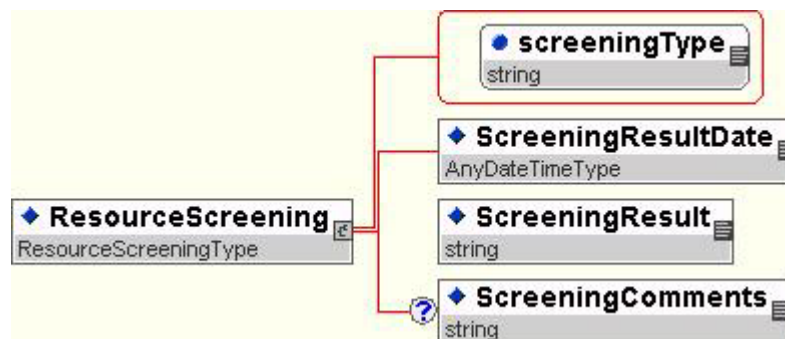 screeningType
string
ScreeningResultDate
AnyDateTimeType
ResourceScreening
ResourceScreeningType
ScreeningResult
string
?
ScreeningComments
string